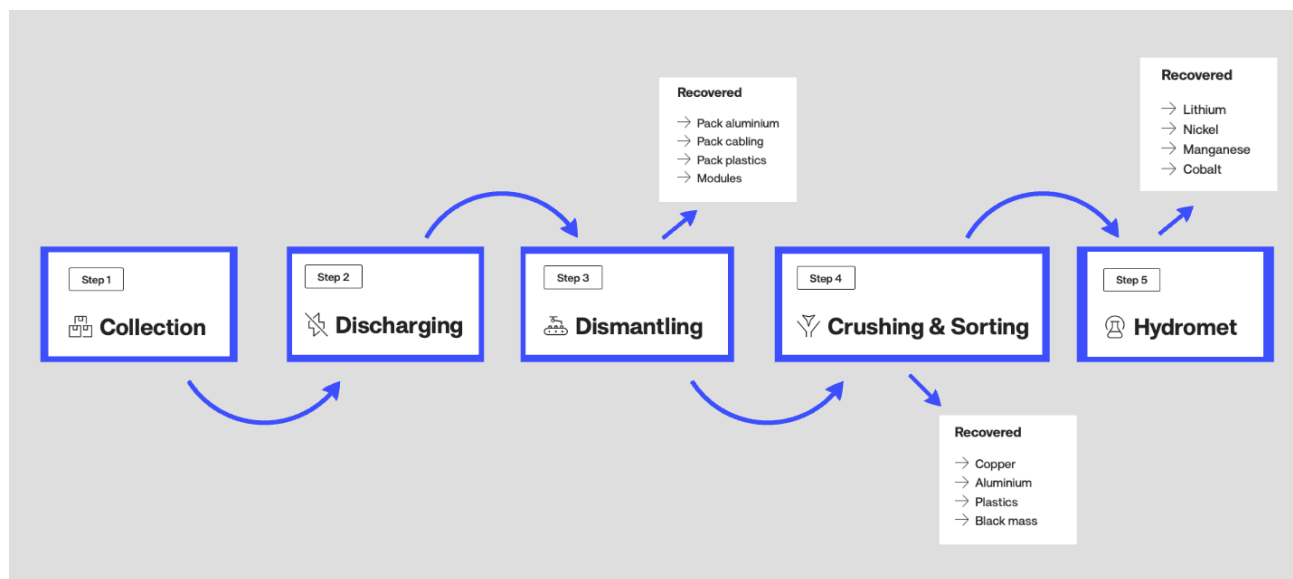 Step 1
Collection
Step 2
Discharging
Step 3
Dismantling
Recovered
Pack aluminium
Pack cabling
Pack plastics
Modules
Step 4
Crushing & Sorting
Recovered
Copper
Aluminium
Plastics
Black mass
Step 5
Hydromet
Recovered
Lithium
Nickel
Manganese
Cobalt